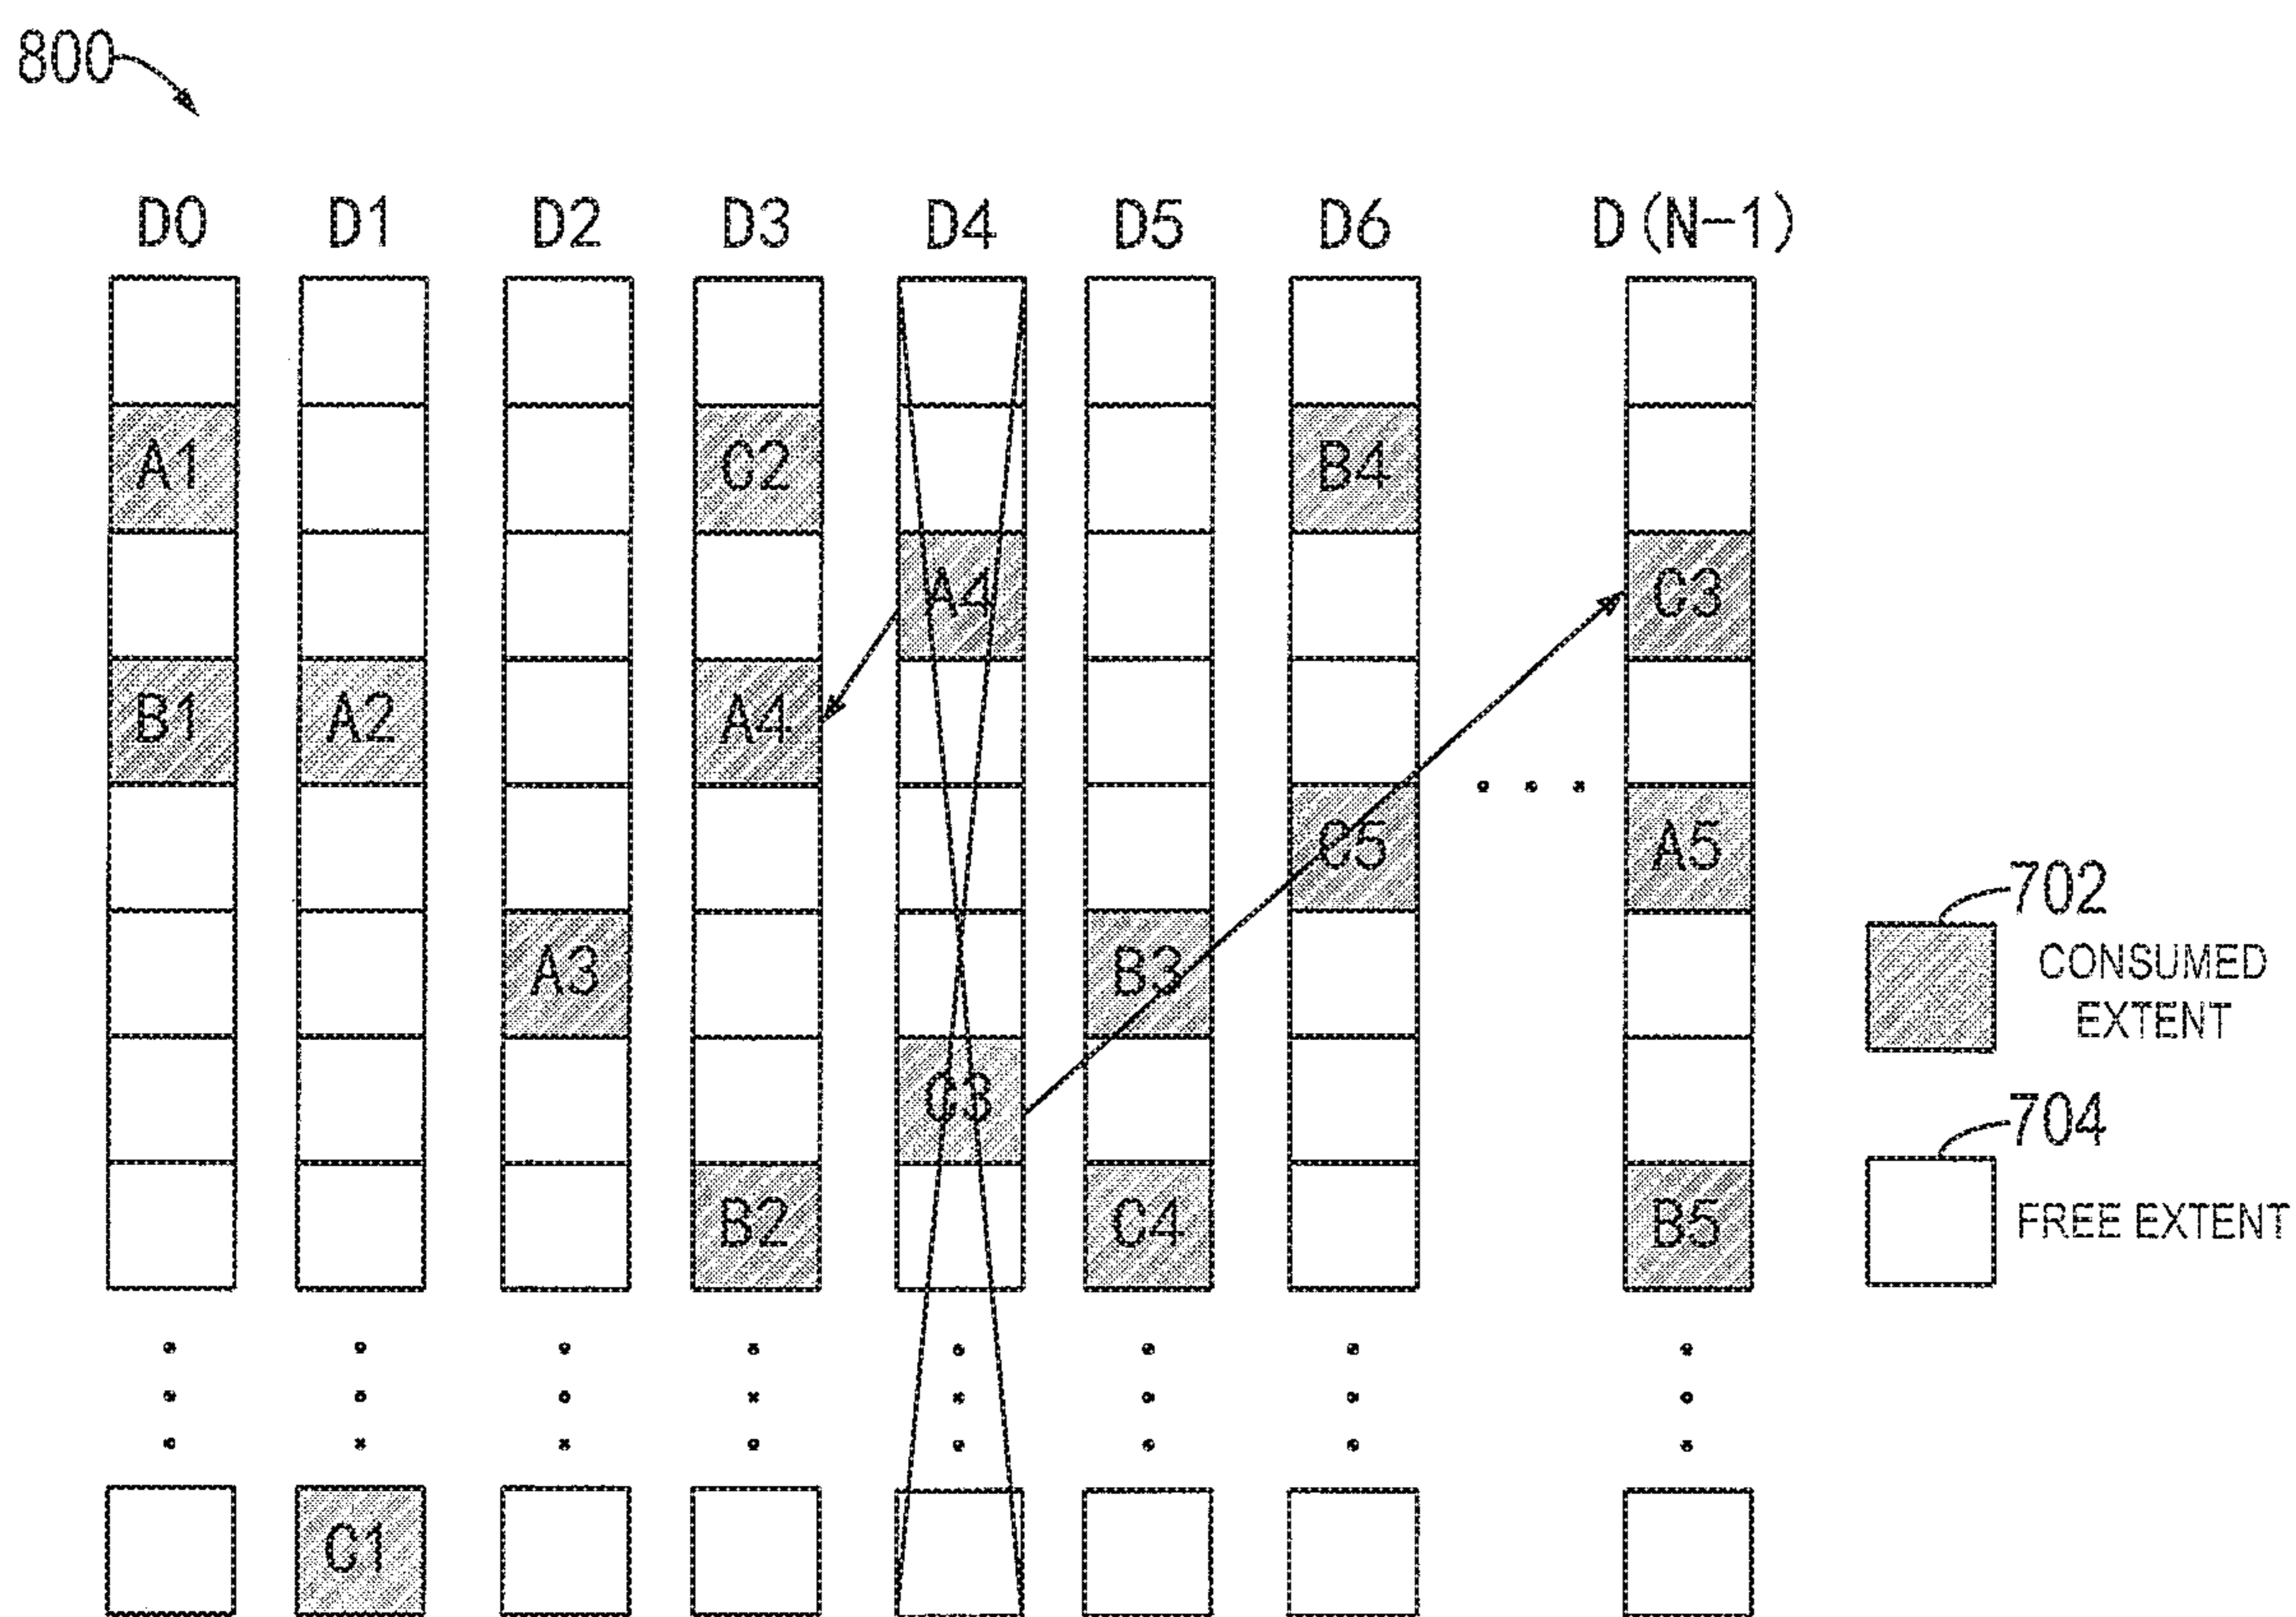 800
D0 D1 D2 D3 D4 D5 D6 D(N-1)
A1 C2 B4
A4 C3
B1 A2 A4
C5 A5
702
A3 B3 CONSUMED
EXTENT
C3
704
B2 C4 B5 FREE EXTENT
C1